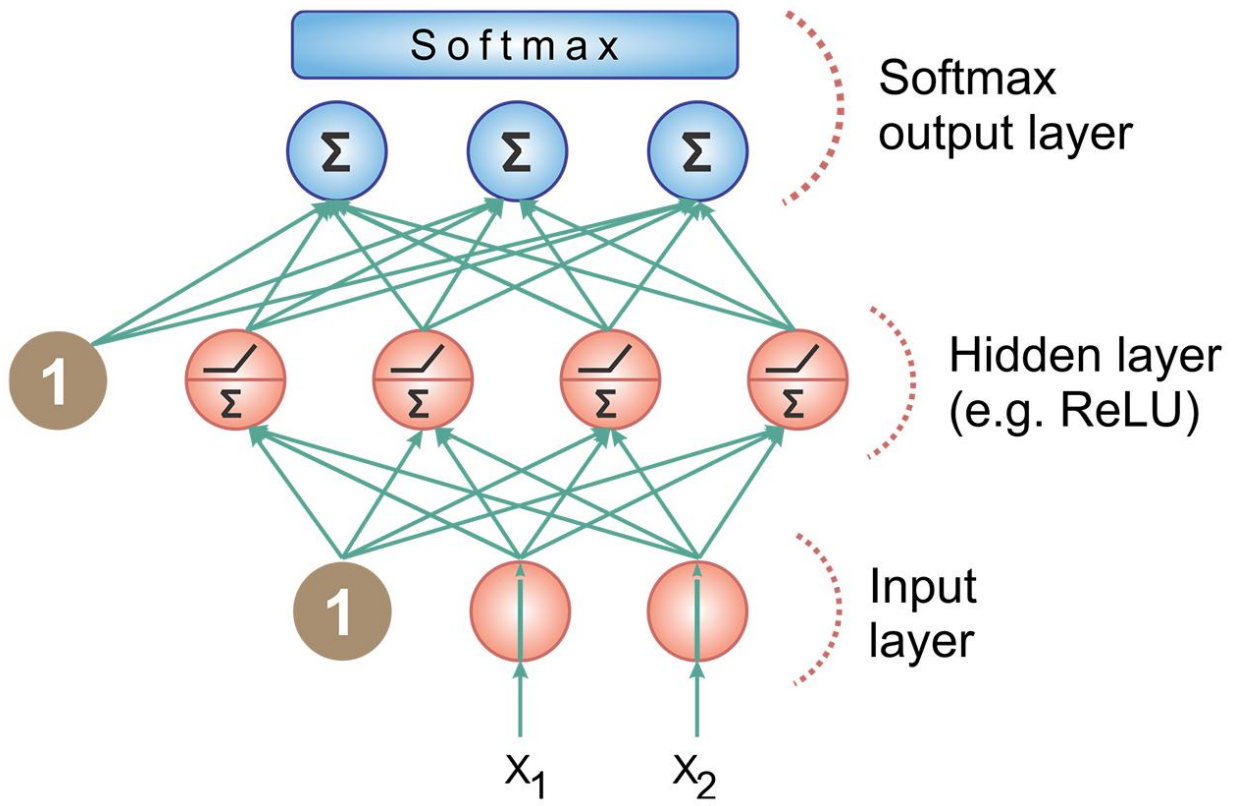 Softmax
Softmax
output layer
Σ Σ Σ
1
Σ Σ Σ Σ
Hidden layer
(e.g. ReLU)
1
Input
layer
X1 X2